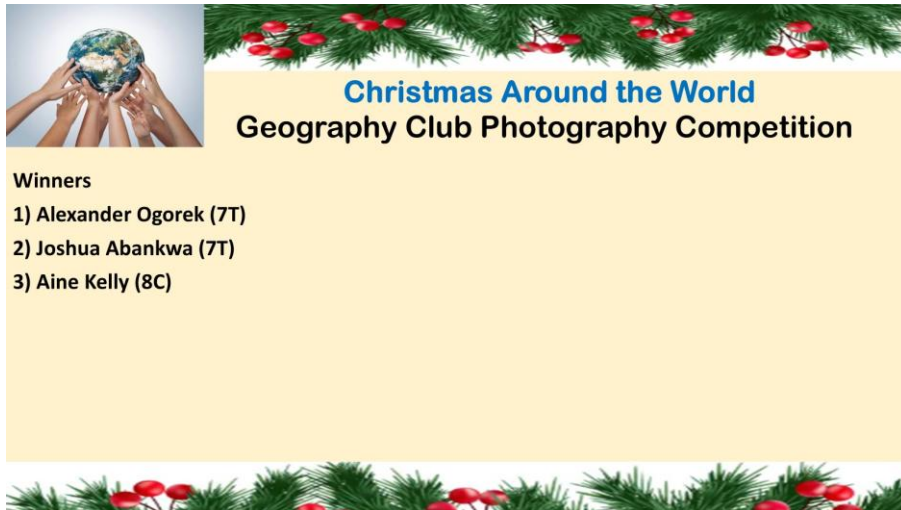 Christmas Around the World
Geography Club Photography Competition
Winners
1) Alexander Ogorek (7T)
2) Joshua Abankwa (7T)
3) Aine Kelly (8C)